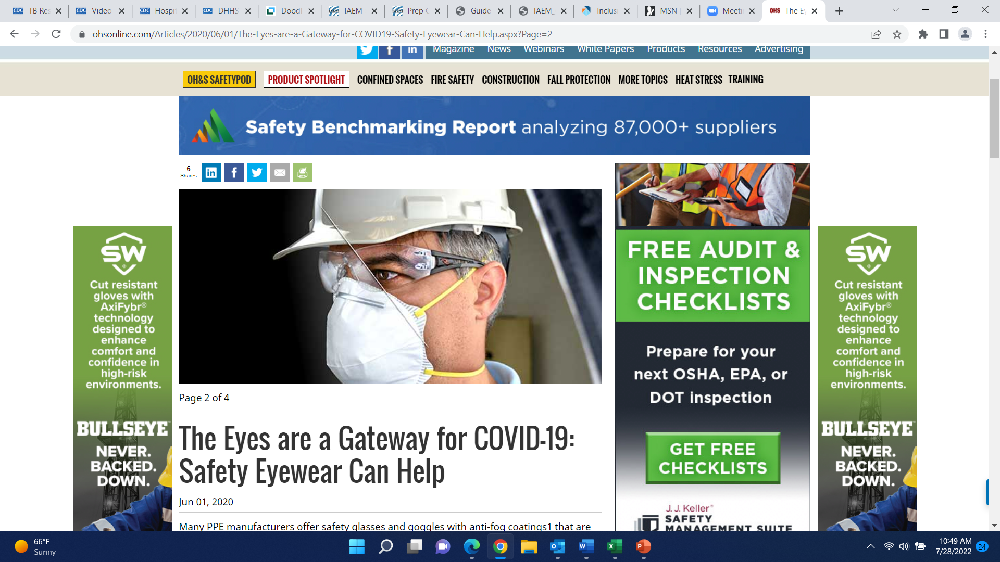 TB Res
Video
Hospit
DHHS
Doodl
IAEM
Prep C
Guide
IAEM_
Inclusi
MSN |
Meeti
The Ey
ohsonline.com/Articles/2020/06/01/The-Eyes-are-a-Gateway-for-COVID19-Safety-Eyewear-Can-Help.aspx?Page=2
Magazine News Webinars White Papers Products Resources Advertising
OH&S SAFETYPOD PRODUCT SPOTLIGHT CONFINED SPACES FIRE SAFETY CONSTRUCTION FALL PROTECTION MORE TOPICS HEAT STRESS TRAINING
Safety Benchmarking Report analyzing 87,000+ suppliers
6
Shares
Page 2 of 4
The Eyes are a Gateway for COVID-19:
Safety Eyewear Can Help
Jun 01, 2020
Many PPE manufacturers offer safety glasses and goggles with anti-fog coatings1 that are
FREE AUDIT &
INSPECTION
CHECKLISTS
Prepare for your
next OSHA, EPA, or
DOT inspection
GET FREE
CHECKLISTS
J. J. Keller®
SAFETY
MANAGEMENT SUITE
SW
Cut resistant
gloves with
AxiFybr®
technology
designed to
enhance
comfort and
confidence in
high-risk
environments.
BULLSEYE™
NEVER.
BACKED.
DOWN.
SW
Cut resistant
gloves with
AxiFybr®
technology
designed to
enhance
comfort and
confidence in
high-risk
environments.
BULLSEYE™
NEVER.
BACKED.
DOWN.
66°F
Sunny
10:49 AM
7/28/2022
24